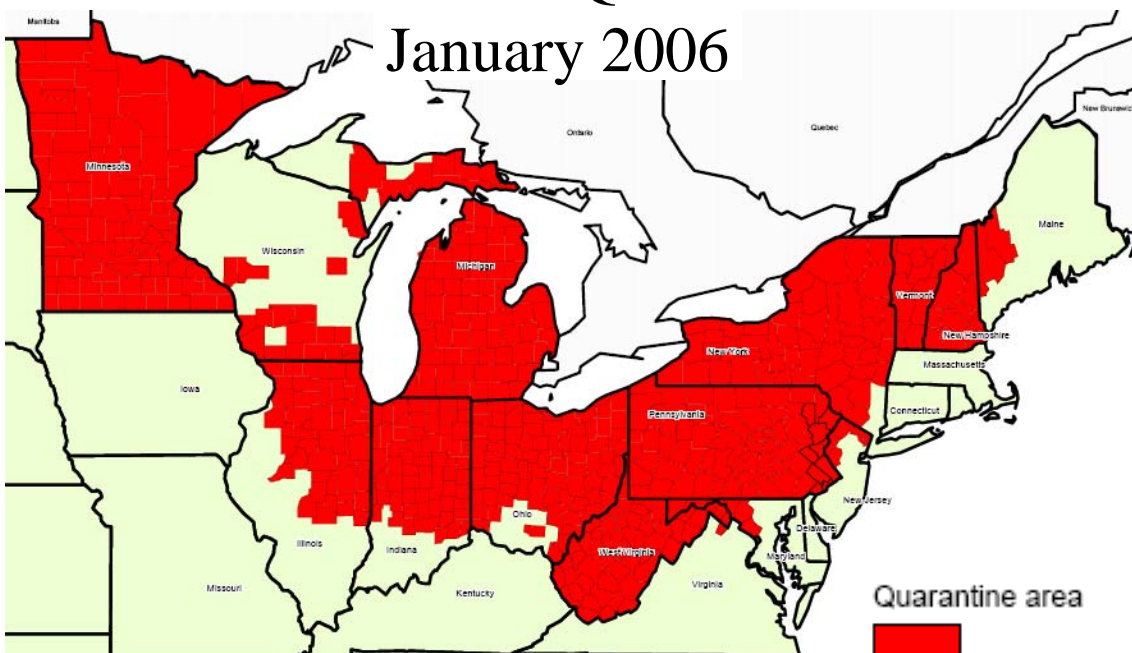 January 2006
Manitoba
Ontario
Quebec
New Brunswick
Minnesota
Maine
Wisconsin
Michigan
Vermont
New Hampshire
New York
Massachusetts
Iowa
Connecticut
Pennsylvania
New Jersey
Ohio
Delaware
Illinois
Indiana
West Virginia
Maryland
Missouri
Kentucky
Virginia
Quarantine area